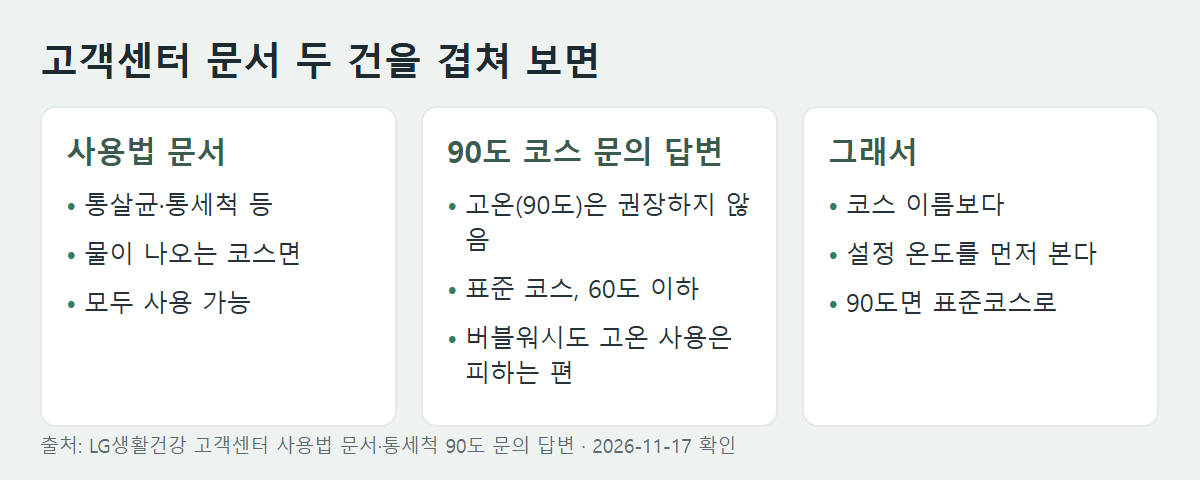 고객센터 문서 두 건을 겹쳐 보면
사용법 문서
• 통살균·통세척 등
• 물이 나오는 코스면
• 모두 사용 가능
90도 코스 문의 답변
• 고온(90도)은 권장하지 않
음
• 표준 코스, 60도 이하
• 버블워시도 고온 사용은
피하는 편
그래서
• 코스 이름보다
• 설정 온도를 먼저 본다
• 90도면 표준코스로
출처: LG생활건강 고객센터 사용법 문서·통세척 90도 문의 답변 · 2026-11-17 확인